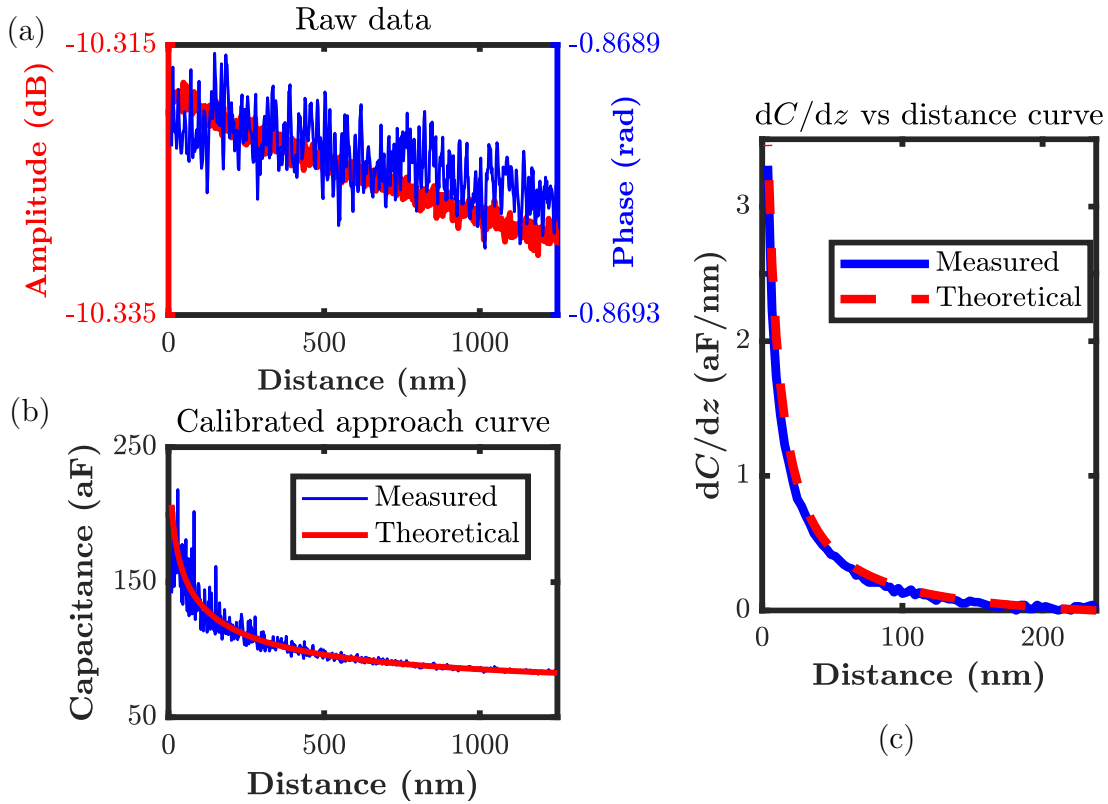 (a)
Raw data
-10.315
-0.8689
Amplitude (dB)
Phase (rad)
-10.335
-0.8693
0
500
1000
Distance (nm)
(b)
Calibrated approach curve
250
150
50
Capacitance (aF)
Measured
Theoretical
0
500
1000
Distance (nm)
dC/dz vs distance curve
3
2
1
0
dC/dz (aF/nm)
Measured
Theoretical
0
100
200
Distance (nm)
(c)